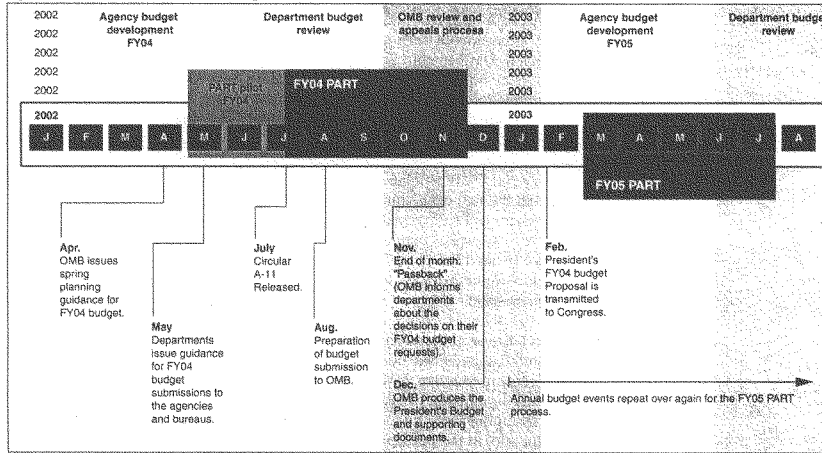 2002
2002
2002
2002
2002
2002
Agency budget
development
FY04
Department budget
review
OMB review and
appeals process
2003
2003
2003
2003
2003
2003
Agency budget
development
FY05
Department budget
review
PART pilot
FY04
FY04 PART
2002
2003
J F M A M J J A S O N D J F M A M J J A
FY05 PART
Apr.
OMB issues
spring
planning
guidance for
FY04 budget.
May
Departments
issue guidance
for FY04
budget
submissions to
the agencies
and bureaus.
July
Circular
A-11
Released.
Aug.
Preparation
of budget
submission
to OMB.
Nov.
End of month:
"Passback"
(OMB informs
departments
about the
decisions on their
FY04 budget
requests).
Dec.
OMB produces the
President's Budget
and supporting
documents.
Feb.
President's
FY04 budget
Proposal is
transmitted
to Congress.
Annual budget events repeat over again for the FY05 PART
process.